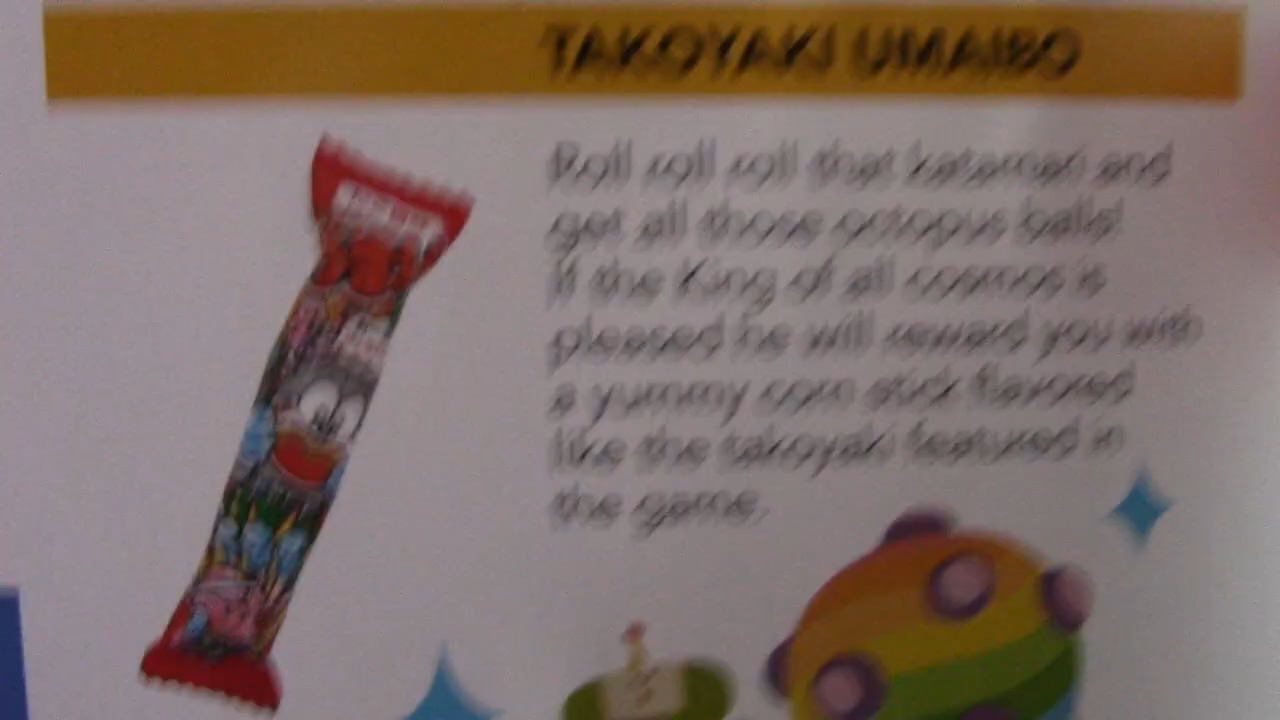 TAKOYAKI UMAIBO
Roll roll roll that katamari and
get all those octopus balls!
If the King of all cosmos is
pleased he will reward you with
a yummy corn stick flavored
like the takoyaki featured in
the game.